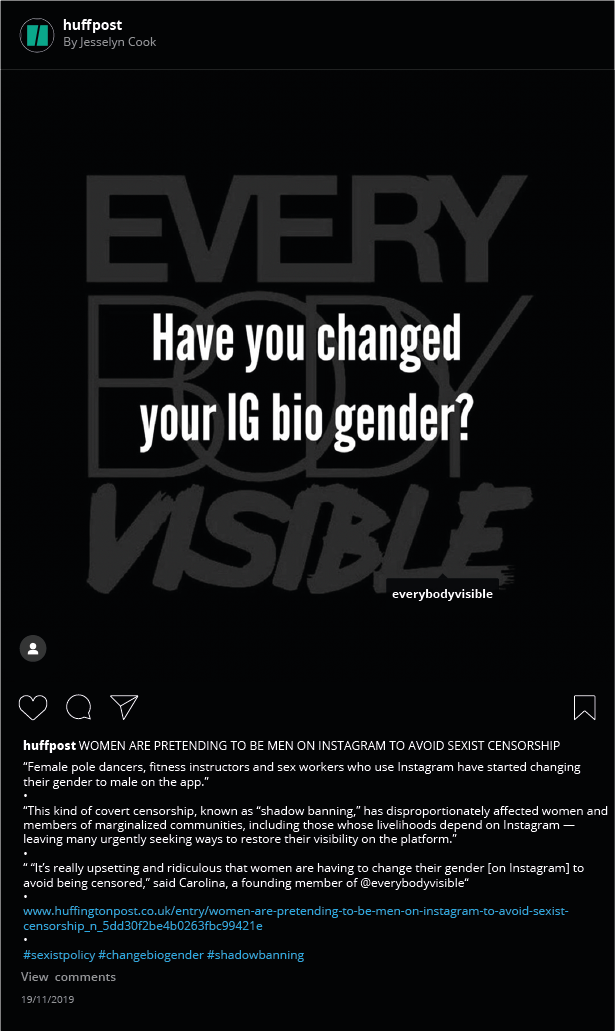 huffpost
By Jesselyn Cook
EVERY
BODY
VISIBLE
Have you changed
your IG bio gender?
everybodyvisible
huffpost WOMEN ARE PRETENDING TO BE MEN ON INSTAGRAM TO AVOID SEXIST CENSORSHIP
“Female pole dancers, fitness instructors and sex workers who use Instagram have started changing
their gender to male on the app.”
•
“This kind of covert censorship, known as “shadow banning,” has disproportionately affected women and
members of marginalized communities, including those whose livelihoods depend on Instagram —
leaving many urgently seeking ways to restore their visibility on the platform.”
•
“ “It’s really upsetting and ridiculous that women are having to change their gender [on Instagram] to
avoid being censored,” said Carolina, a founding member of @everybodyvisible“
•
www.huffingtonpost.co.uk/entry/women-are-pretending-to-be-men-on-instagram-to-avoid-sexist-
censorship_n_5dd30f2be4b0263fbc99421e
•
#sexistpolicy #changebiogender #shadowbanning
View comments
19/11/2019